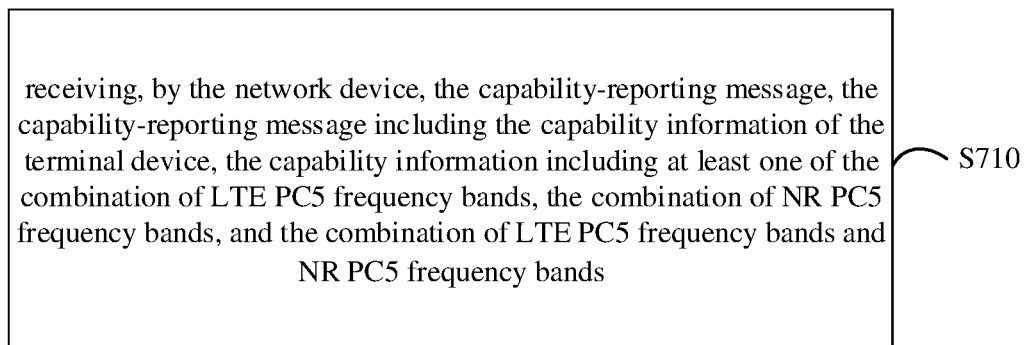 receiving, by the network device, the capability-reporting message, the
capability-reporting message including the capability information of the
terminal device, the capability information including at least one of the
combination of LTE PC5 frequency bands, the combination of NR PC5
frequency bands, and the combination of LTE PC5 frequency bands and
NR PC5 frequency bands
S710